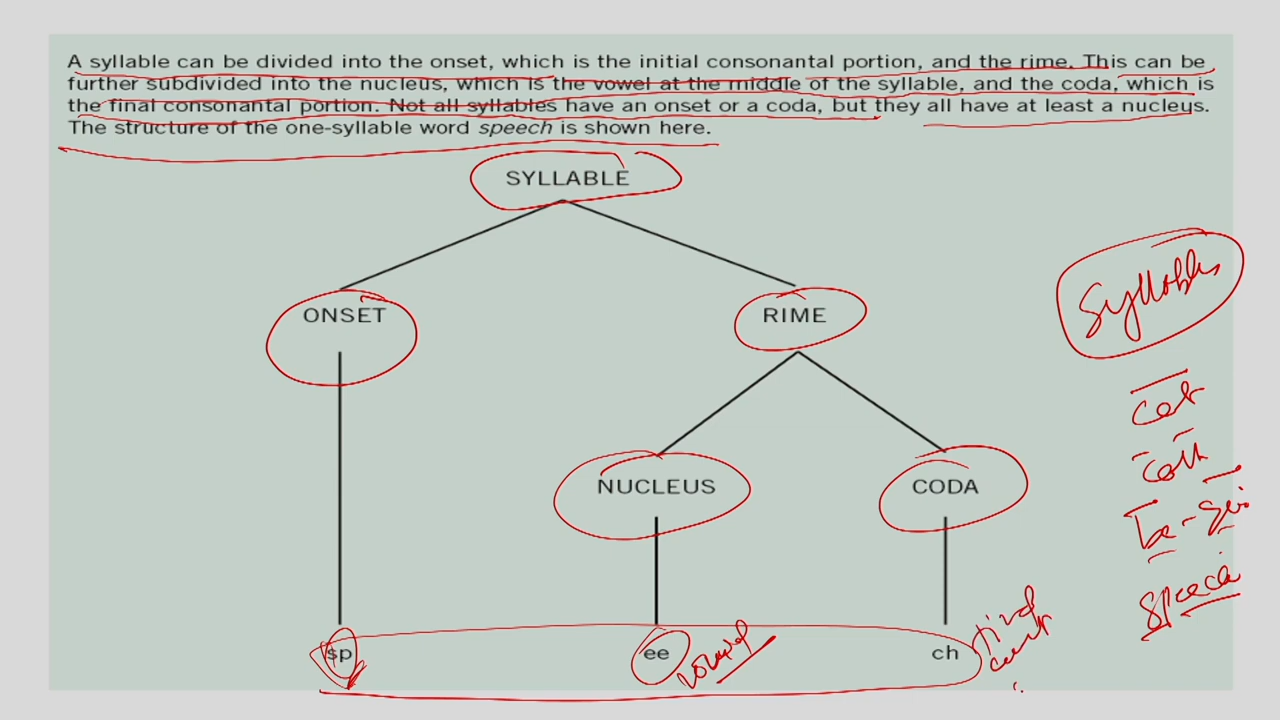 A syllable can be divided into the onset, which is the initial consonantal portion, and the rime. This can be
further subdivided into the nucleus, which is the vowel at the middle of the syllable, and the coda, which is
the final consonantal portion. Not all syllables have an onset or a coda, but they all have at least a nucleus.
The structure of the one-syllable word speech is shown here.
SYLLABLE
ONSET
RIME
NUCLEUS
CODA
sp
ee
ch
vowel
final
Syllables
speech